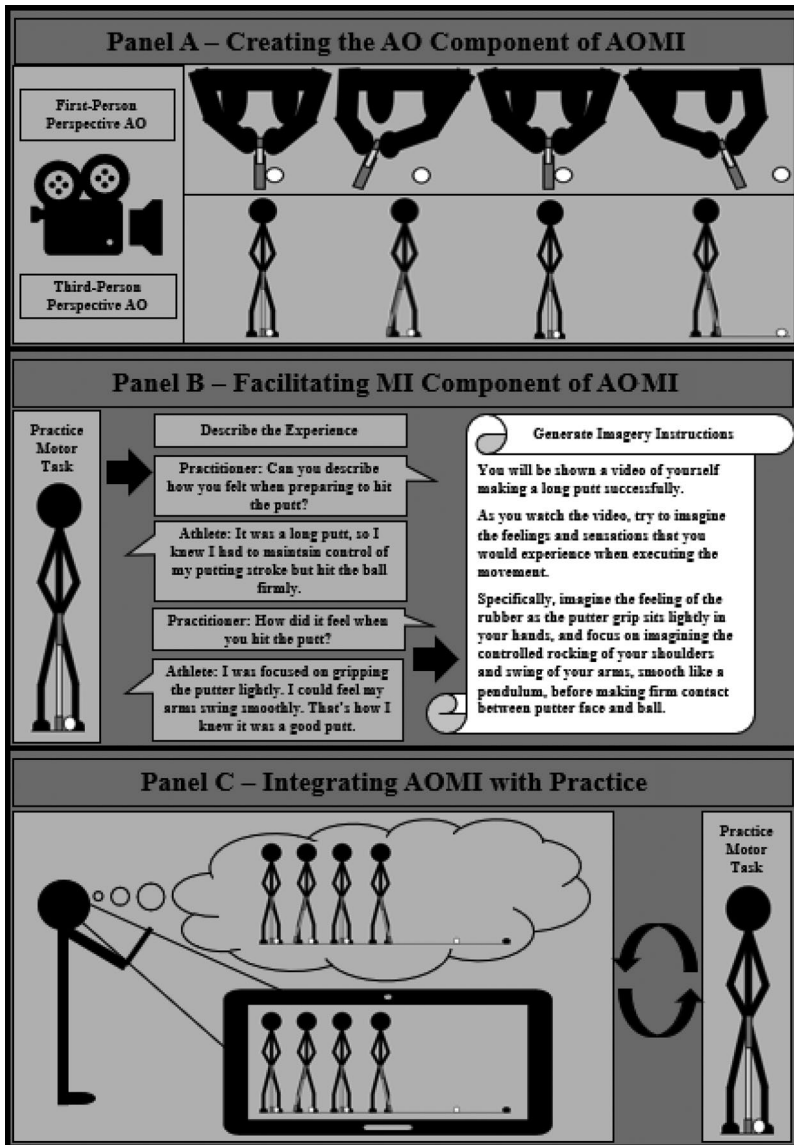 Panel A – Creating the AO Component of AOMI
First-Person
Perspective AO
Third-Person
Perspective AO
Panel B – Facilitating MI Component of AOMI
Practice
Motor
Task
Describe the Experience
Practitioner: Can you describe
how you felt when preparing to hit
the putt?
Athlete: It was a long putt, so I
knew I had to maintain control of
my putting stroke but hit the ball
firmly.
Practitioner: How did it feel when
you hit the putt?
Athlete: I was focused on gripping
the putter lightly. I could feel my
arms swing smoothly. That's how I
knew it was a good putt.
Generate Imagery Instructions
You will be shown a video of yourself
making a long putt successfully.
As you watch the video, try to imagine
the feelings and sensations that you
would experience when executing the
movement.
Specifically, imagine the feeling of the
rubber as the putter grip sits lightly in
your hands, and focus on imagining the
controlled rocking of your shoulders
and swing of your arms, smooth like a
pendulum, before making firm contact
between putter face and ball.
Panel C – Integrating AOMI with Practice
Practice
Motor
Task